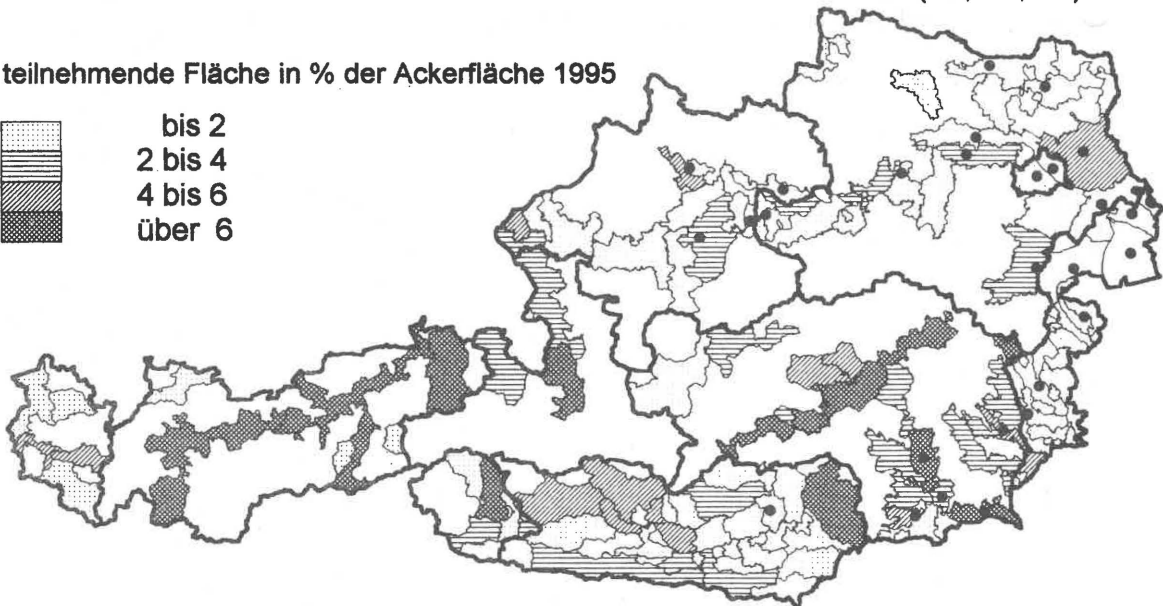 teilnehmende Fläche in % der Ackerfläche 1995
bis 2
2 bis 4
4 bis 6
über 6